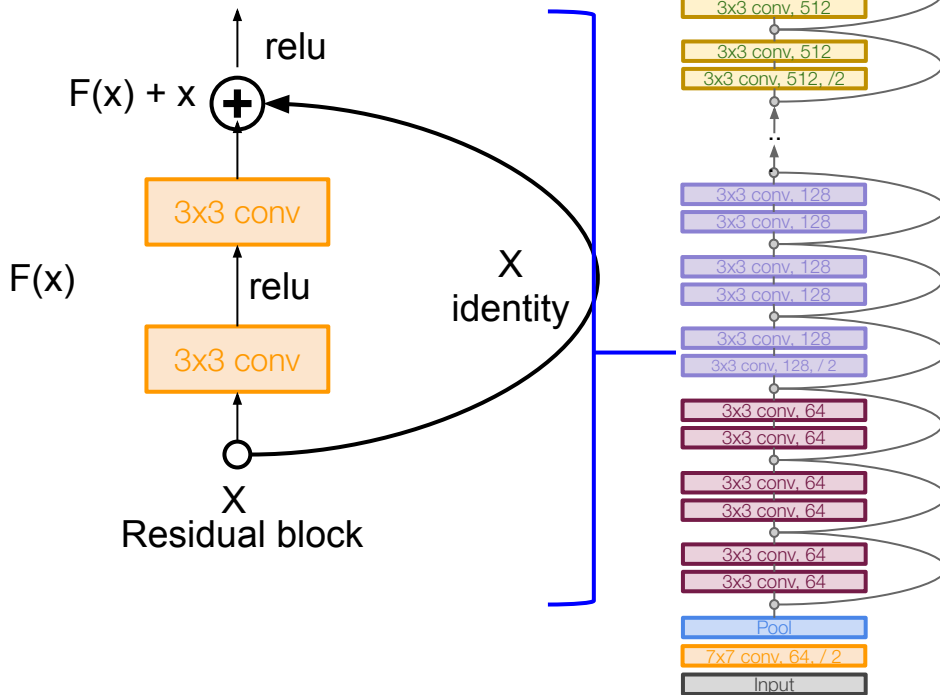 relu
F(x) + x
3x3 conv
F(x)
relu
X
identity
3x3 conv
X
Residual block
3x3 conv, 512
3x3 conv, 512
3x3 conv, 512, /2
..
3x3 conv, 128
3x3 conv, 128
3x3 conv, 128
3x3 conv, 128
3x3 conv, 128
3x3 conv, 128, / 2
3x3 conv, 64
3x3 conv, 64
3x3 conv, 64
3x3 conv, 64
3x3 conv, 64
3x3 conv, 64
Pool
7x7 conv, 64, / 2
Input